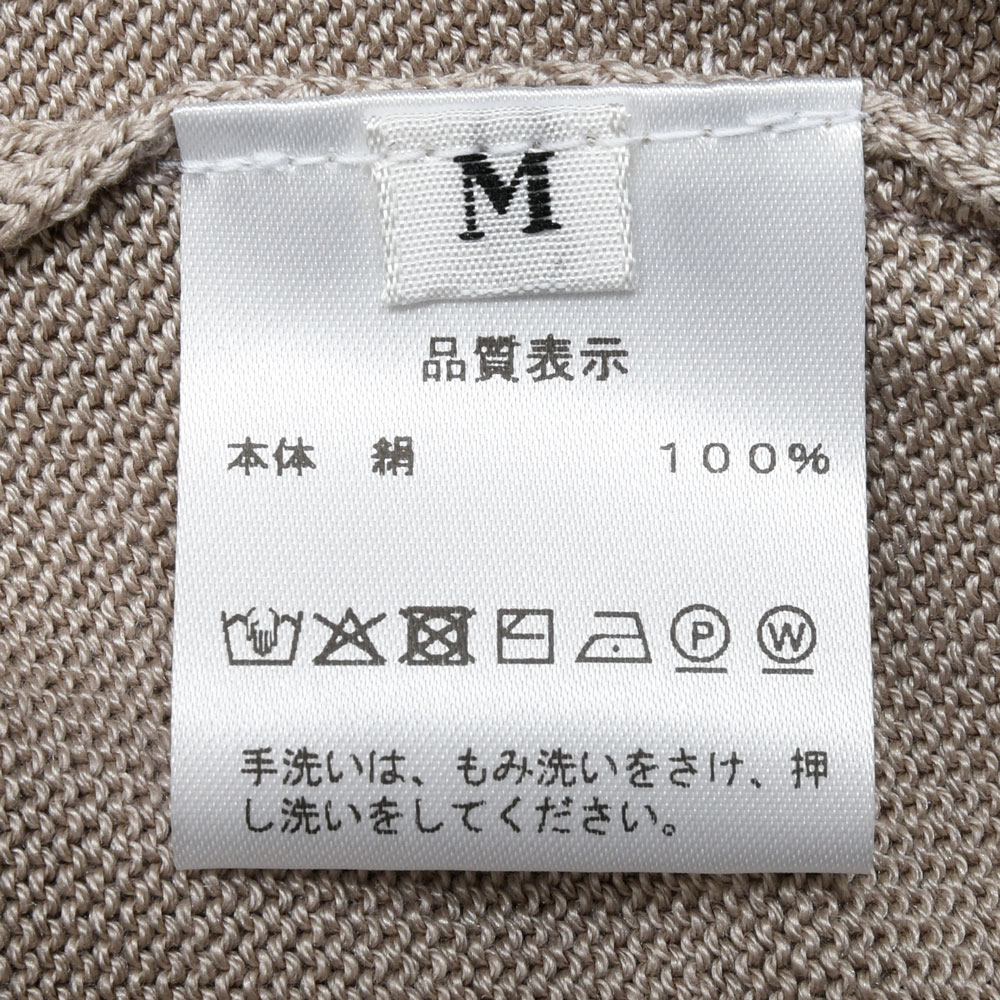 M
品質表示
本体　絹　　　　　１００％
P W
手洗いは、もみ洗いをさけ、押
し洗いをしてください。